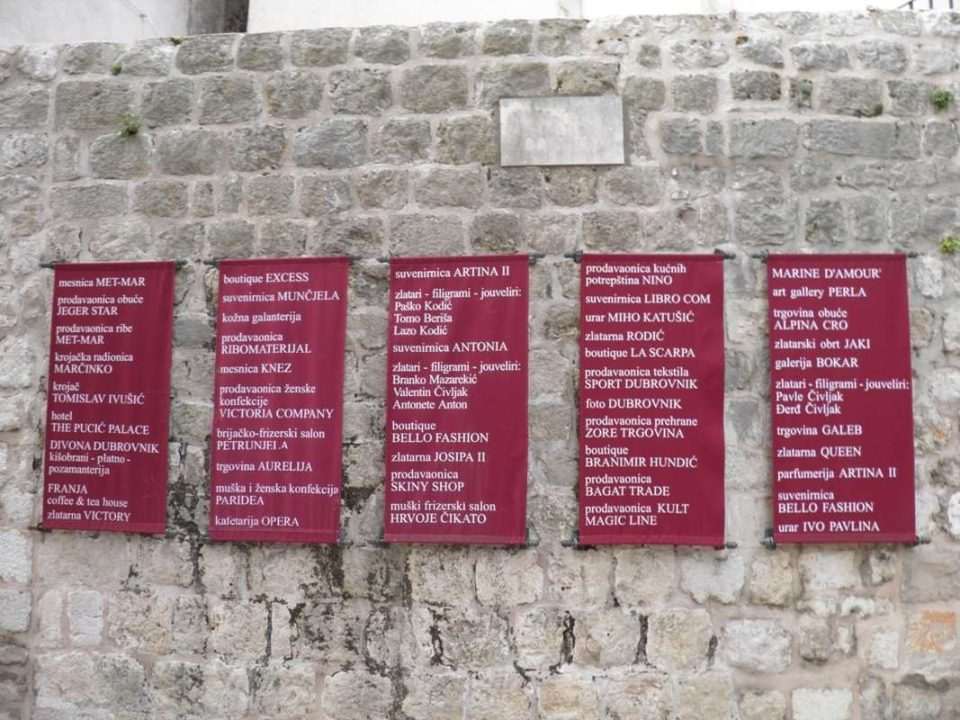 mesnica MET-MAR
prodavaonica obuće
JEGER STAR
prodavaonica ribe
MET-MAR
krojačka radionica
MARČINKO
krojač
TOMISLAV IVUŠIĆ
hotel
THE PUCIĆ PALACE
DIVONA DUBROVNIK
kišobrani - platno -
pozamanterija
FRANJA
coffee & tea house
zlatarna VICTORY
boutique EXCESS
suvenirnica MUNČJELA
kožna galanterija
prodavaonica
RIBOMATERIJAL
mesnica KNEZ
prodavaonica ženske
konfekcije
VICTORIA COMPANY
brijačko-frizerski salon
PETRUNJELA
trgovina AURELIJA
muška i ženska konfekcija
PARIDEA
kafetarija OPERA
suvenirnica ARTINA II
zlatari - filigrami - jouveliri:
Paško Kodić
Tomo Beriša
Lazo Kodić
suvenirnica ANTONIA
zlatari - filigrami - jouveliri:
Branko Mazarekić
Valentin Čivljak
Antonete Anton
boutique
BELLO FASHION
zlatarna JOSIPA II
prodavaonica
SKINY SHOP
muški frizerski salon
HRVOJE ČIKATO
prodavaonica kućnih
potrepština NINO
suvenirnica LIBRO COM
urar MIHO KATUŠIĆ
zlatarna RODIĆ
boutique LA SCARPA
prodavaonica tekstila
SPORT DUBROVNIK
foto DUBROVNIK
prodavaonica prehrane
ZORE TRGOVINA
boutique
BRANIMIR HUNDIĆ
prodavaonica
BAGAT TRADE
prodavaonica KULT
MAGIC LINE
MARINE D'AMOUR'
art gallery PERLA
trgovina obuće
ALPINA CRO
zlatarski obrt JAKI
galerija BOKAR
zlatari - filigrami - jouveliri:
Pavle Čivljak
Đerđ Čivljak
trgovina GALEB
zlatarna QUEEN
parfumerija ARTINA II
suvenirnica
BELLO FASHION
urar IVO PAVLINA